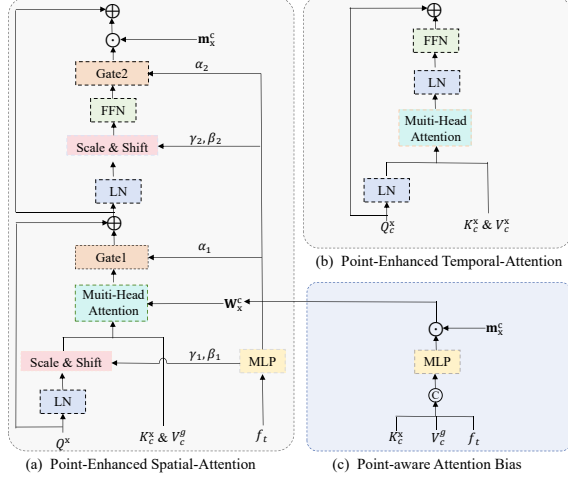 m_x^c
Gate2
α_2
FFN
Scale & Shift
γ_2, β_2
LN
Gate1
α_1
Muiti-Head
Attention
W_x^c
Scale & Shift
γ_1, β_1
MLP
LN
Q^x
K_c^x & V_c^g
f_t
(a) Point-Enhanced Spatial-Attention
FFN
LN
Muiti-Head
Attention
LN
Q_c^x
K_c^x & V_c^x
(b) Point-Enhanced Temporal-Attention
m_x^c
MLP
C
K_c^x
V_c^g
f_t
(c) Point-aware Attention Bias